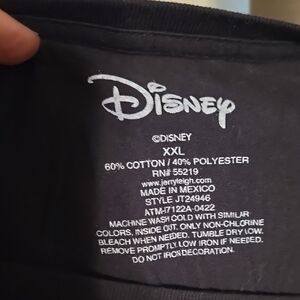 Disney
©DISNEY
XXL
60% COTTON / 40% POLYESTER
RN# 55219
www.jerryleigh.com
MADE IN MEXICO
STYLE JT24946
ATM-7122A-0422
MACHINE WASH COLD WITH SIMILAR
COLORS, INSIDE OUT. ONLY NON-CHLORINE
BLEACH WHEN NEEDED. TUMBLE DRY LOW.
REMOVE PROMPTLY. LOW IRON IF NEEDED.
DO NOT IRON DECORATION.